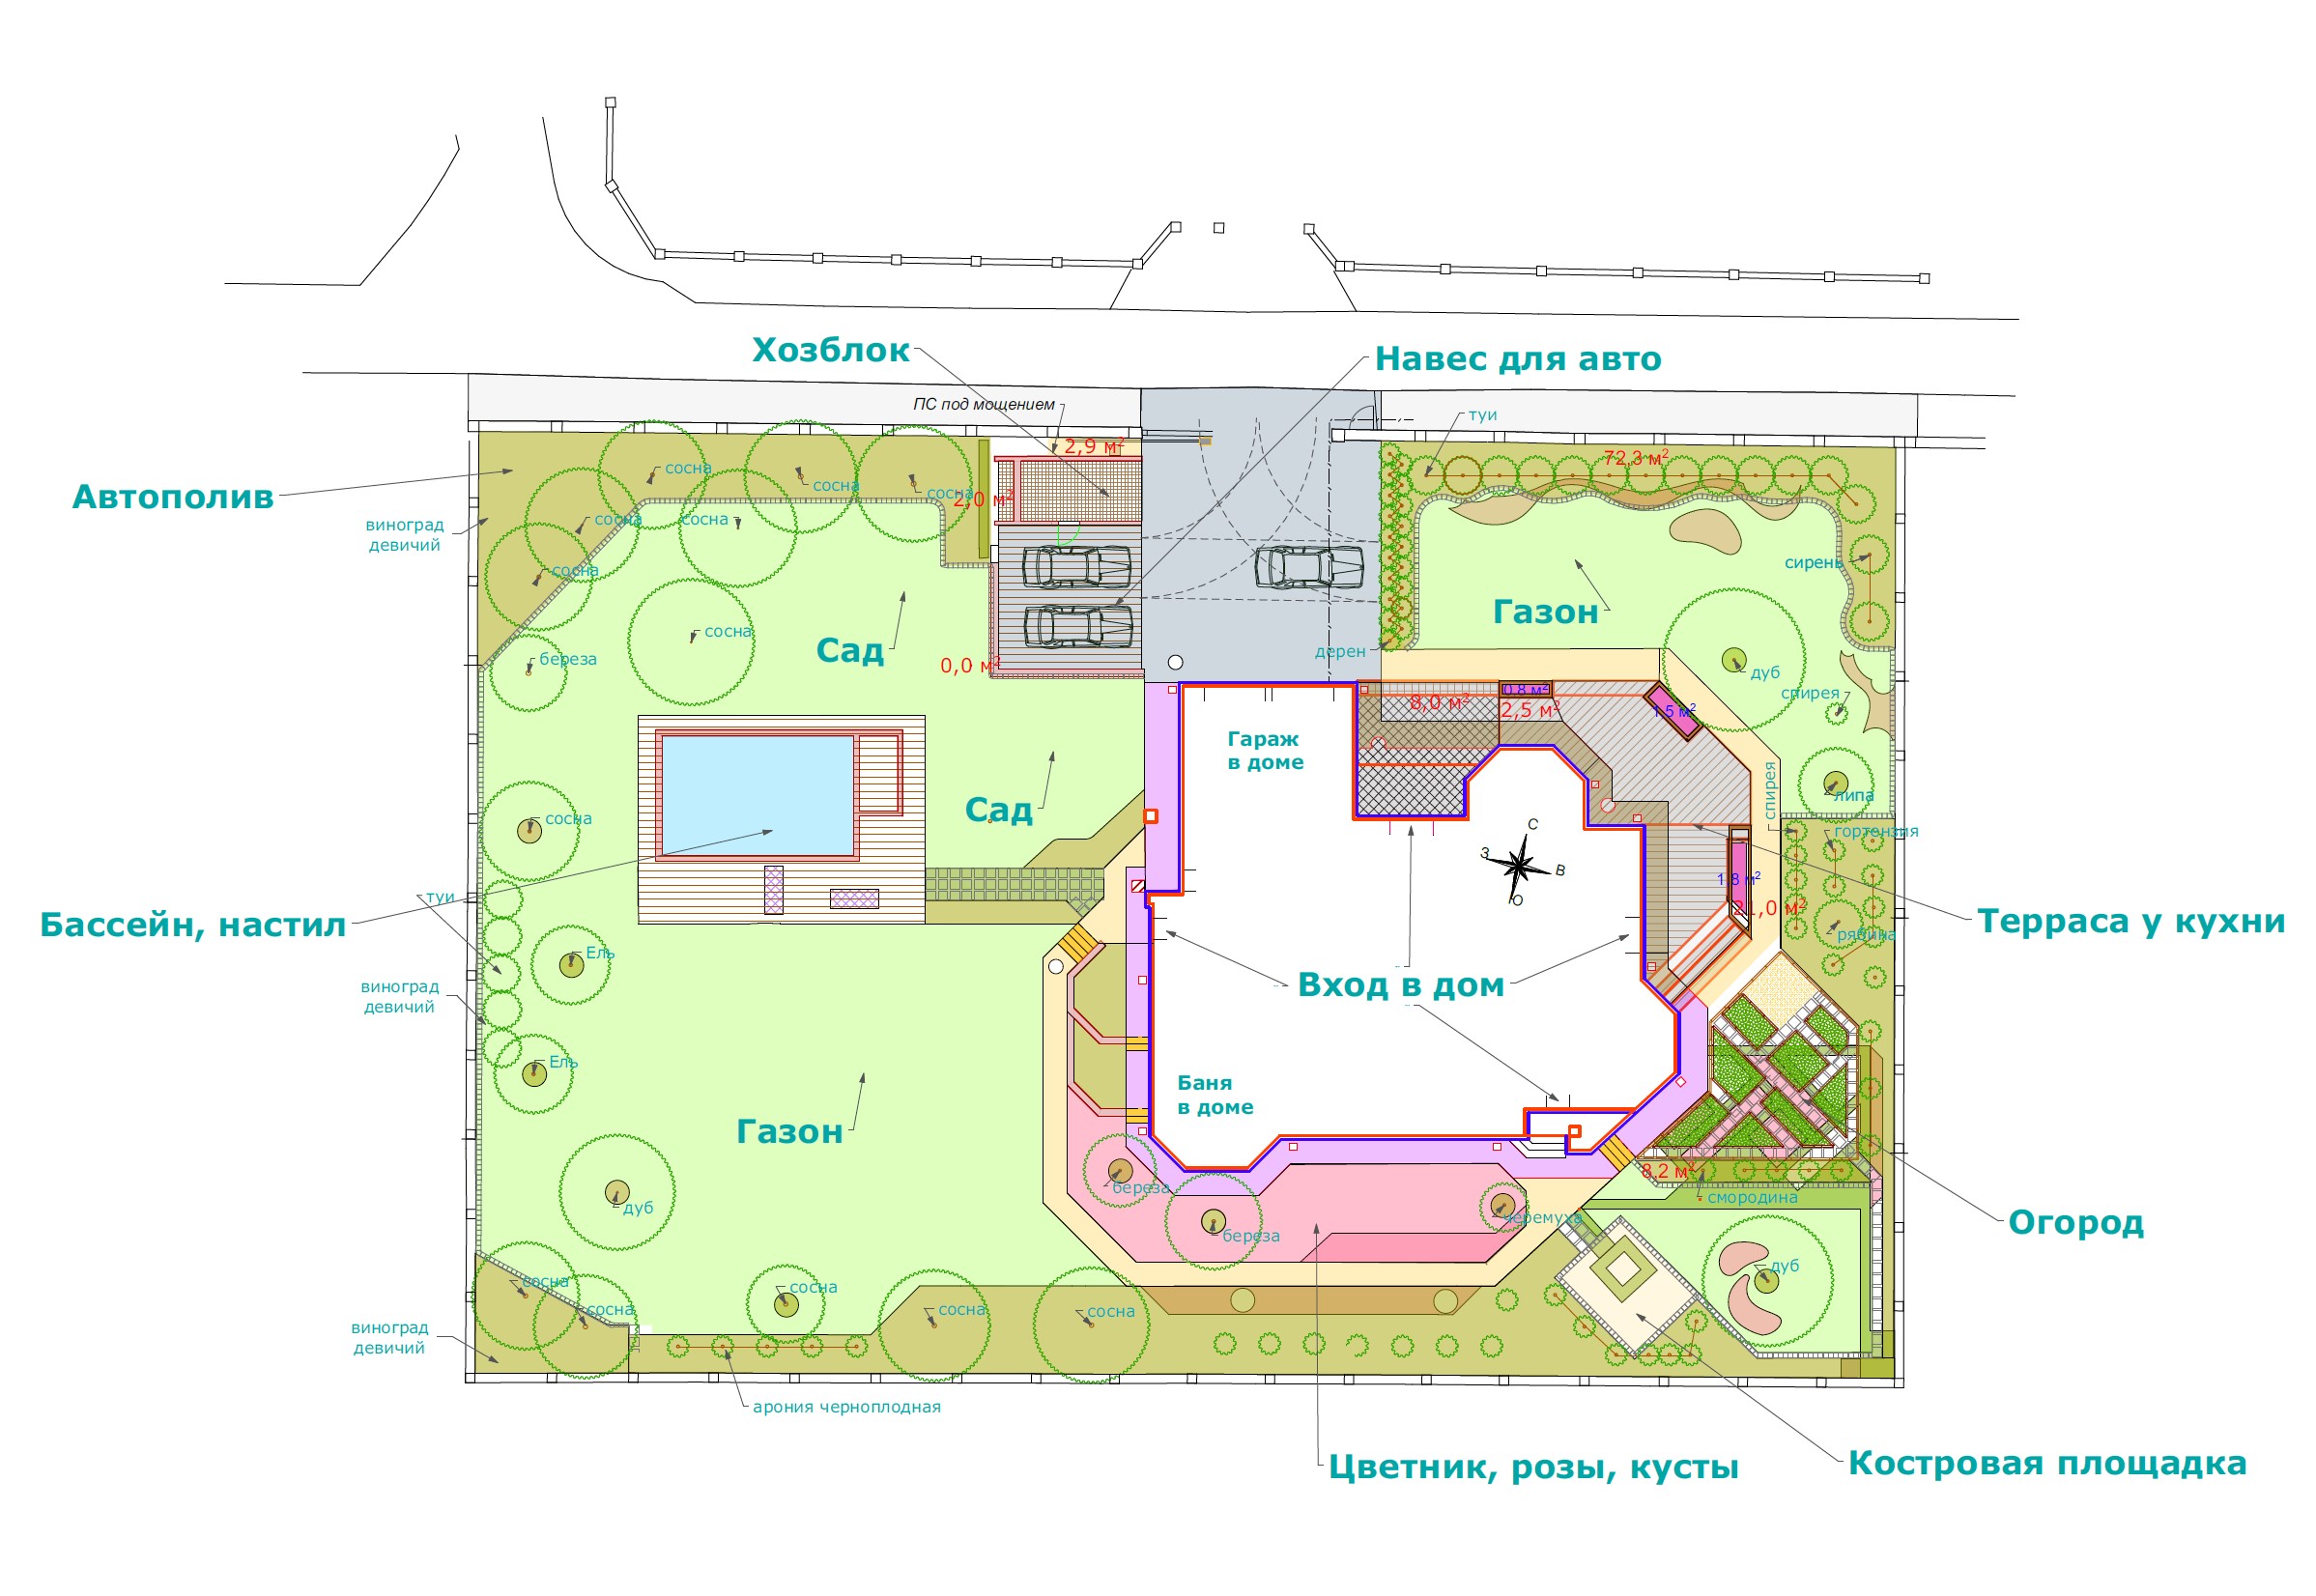 Хозблок
Навес для авто
ПС под мощением
туи
2,9 м²
72,3 м²
сосна
сосна
сосна
2,0 м²
Автополив
виноград
девичий
сосна
сосна
сосна
сирень
Газон
сосна
Сад
дерен
береза
0,0 м²
дуб
спирея
8,0 м²
0,8 м²
2,5 м²
1,5 м²
Гараж
в доме
спирея
липа
Сад
сосна
гортензия
С
З
В
Ю
1,8 м²
туи
21,0 м²
Бассейн, настил
Терраса у кухни
рябина
Ель
виноград
девичий
Вход в дом
Ель
Баня
в доме
Газон
8,2 м²
береза
смородина
дуб
черемуха
Огород
береза
дуб
сосна
сосна
сосна
сосна
сосна
виноград
девичий
арония черноплодная
Цветник, розы, кусты
Костровая площадка